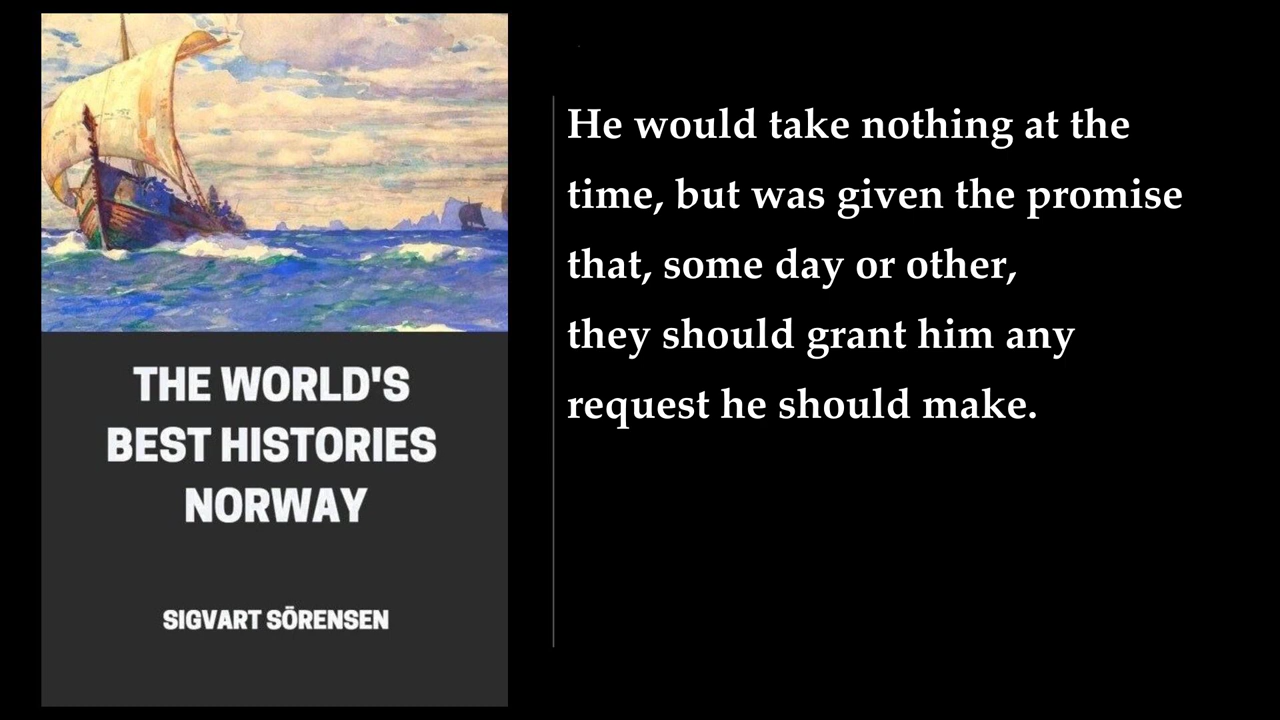 THE WORLD'S
BEST HISTORIES
NORWAY
SIGVART SÖRENSEN
He would take nothing at the
time, but was given the promise
that, some day or other,
they should grant him any
request he should make.